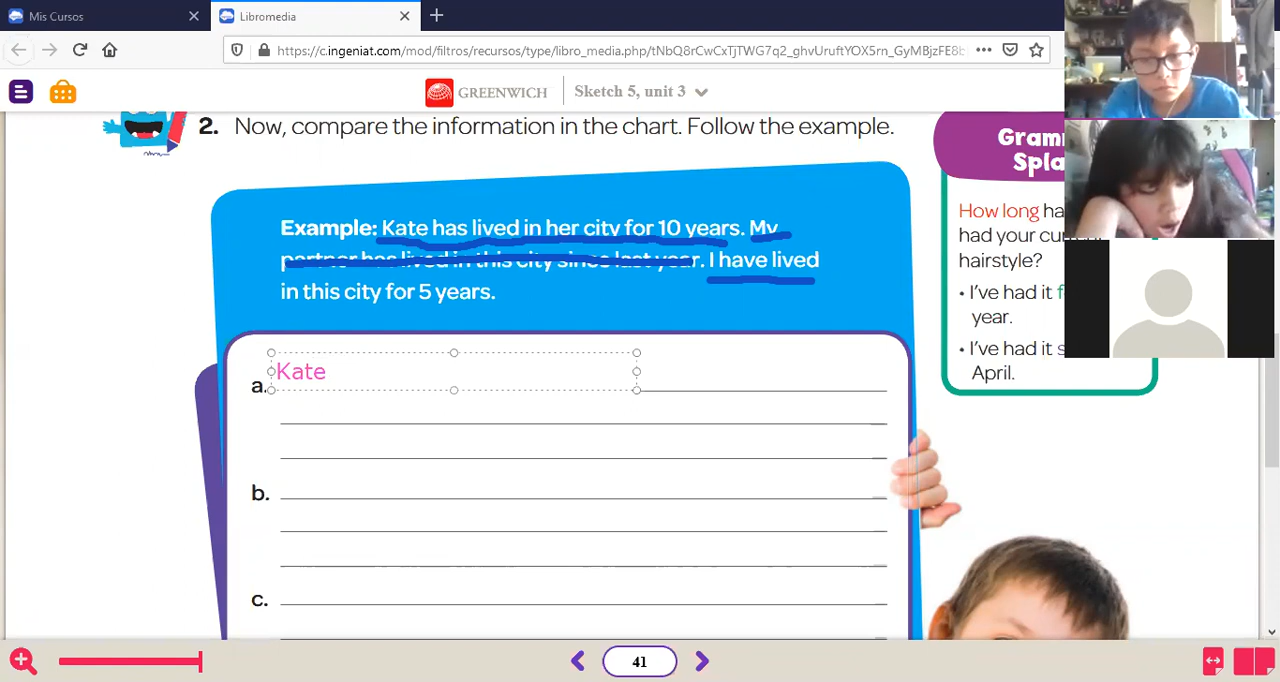 Mis Cursos
Libromedia
https://c.ingeniat.com/mod/filtros/recursos/type/libro_media.php/tNbQ8rCwCxTjTWG7q2_ghvUruftYOX5rn_GyMBjzFE8b
GREENWICH
Sketch 5, unit 3
2. Now, compare the information in the chart. Follow the example.
Example: Kate has lived in her city for 10 years. My
partner has lived in this city since last year. I have lived
in this city for 5 years.
a. Kate
b.
c.
Gram
Spla
How long ha
had your cur
hairstyle?
• I've had it f
year.
• I've had it s
April.
41